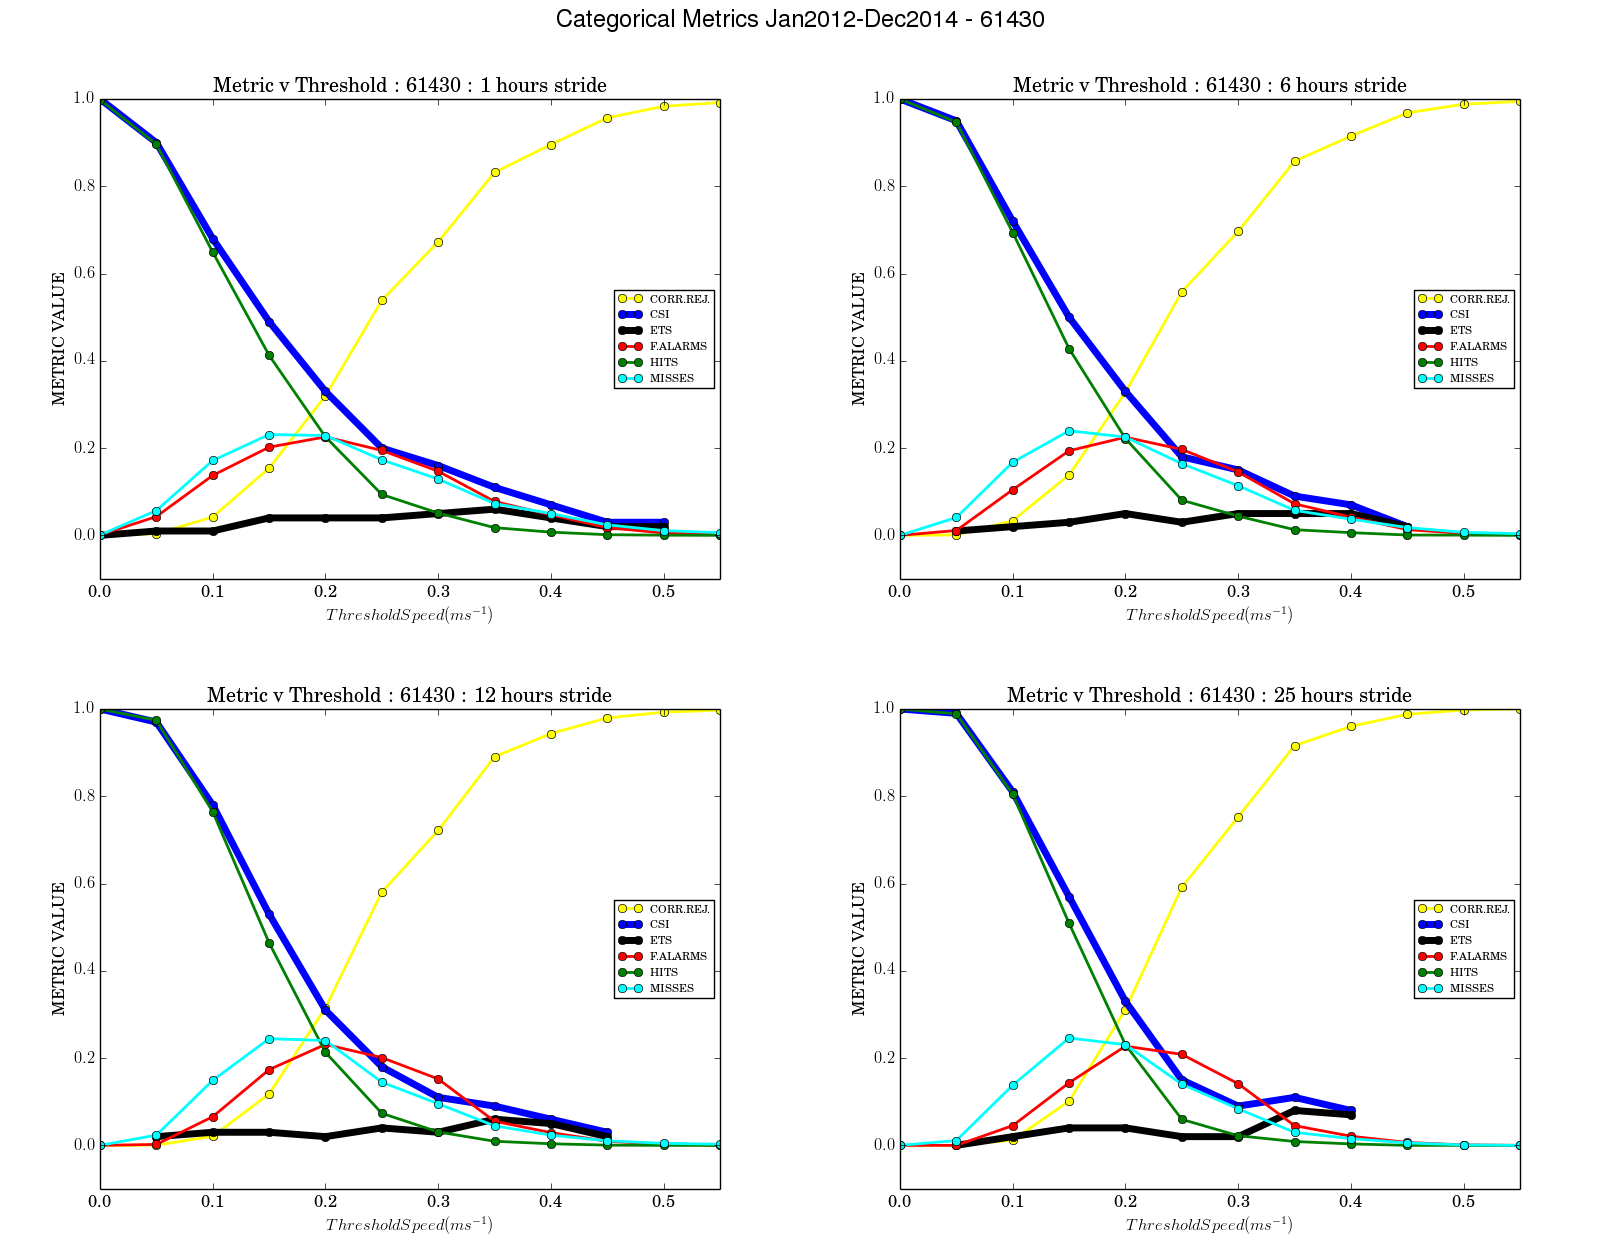 Categorical Metrics Jan2012-Dec2014 - 61430
Metric v Threshold : 61430 : 1 hours stride
1.0
0.8
0.6
0.4
0.2
0.0
METRIC VALUE
CORR.REJ.
CSI
ETS
F.ALARMS
HITS
MISSES
0.0 0.1 0.2 0.3 0.4 0.5
ThresholdSpeed(ms⁻¹)
Metric v Threshold : 61430 : 6 hours stride
1.0
0.8
0.6
0.4
0.2
0.0
METRIC VALUE
CORR.REJ.
CSI
ETS
F.ALARMS
HITS
MISSES
0.0 0.1 0.2 0.3 0.4 0.5
ThresholdSpeed(ms⁻¹)
Metric v Threshold : 61430 : 12 hours stride
1.0
0.8
0.6
0.4
0.2
0.0
METRIC VALUE
CORR.REJ.
CSI
ETS
F.ALARMS
HITS
MISSES
0.0 0.1 0.2 0.3 0.4 0.5
ThresholdSpeed(ms⁻¹)
Metric v Threshold : 61430 : 25 hours stride
1.0
0.8
0.6
0.4
0.2
0.0
METRIC VALUE
CORR.REJ.
CSI
ETS
F.ALARMS
HITS
MISSES
0.0 0.1 0.2 0.3 0.4 0.5
ThresholdSpeed(ms⁻¹)